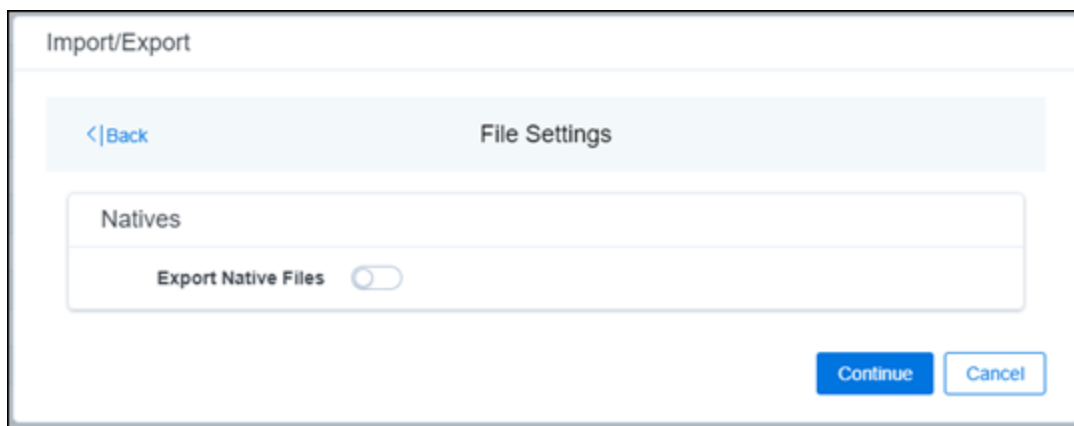 Import/Export
<|Back
File Settings
Natives
Export Native Files
Continue
Cancel